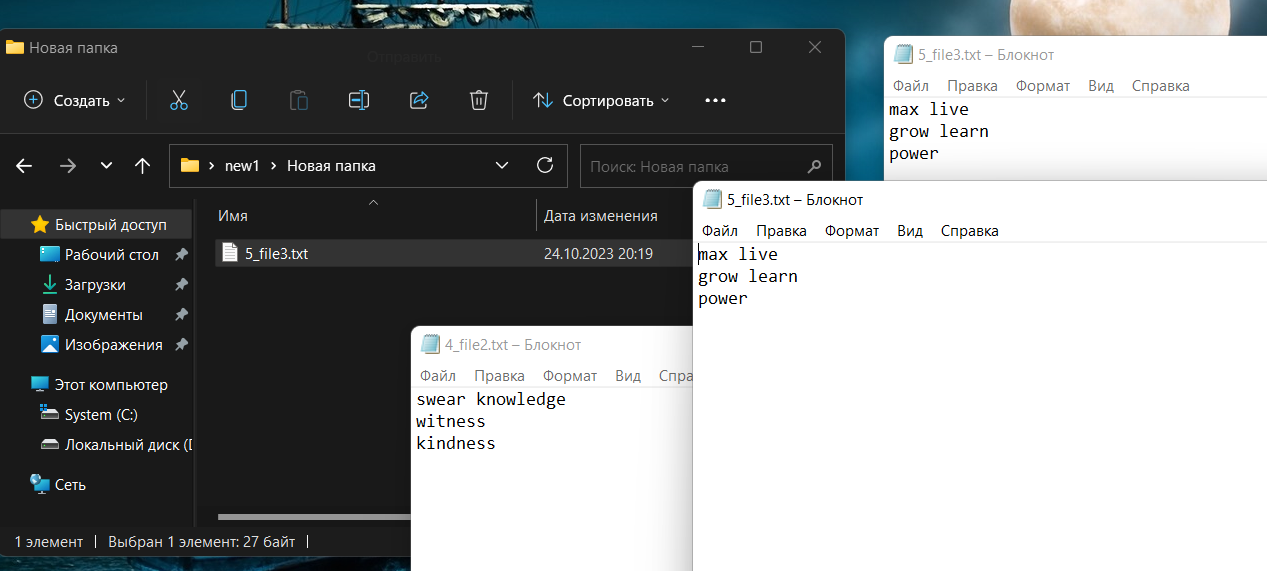 Новая папка
Создать
Сортировать
new1 Новая папка
Поиск: Новая папка
Имя
Дата изменения
Быстрый доступ
Рабочий стол
Загрузки
Документы
Изображения
Этот компьютер
System (C:)
Локальный диск (D
Сеть
5_file3.txt 24.10.2023 20:19
1 элемент Выбран 1 элемент: 27 байт
4_file2.txt – Блокнот
Файл Правка Формат Вид Спра
swear knowledge
witness
kindness
5_file3.txt – Блокнот
Файл Правка Формат Вид Справка
max live
grow learn
power
5_file3.txt – Блокнот
Файл Правка Формат Вид Справка
max live
grow learn
power